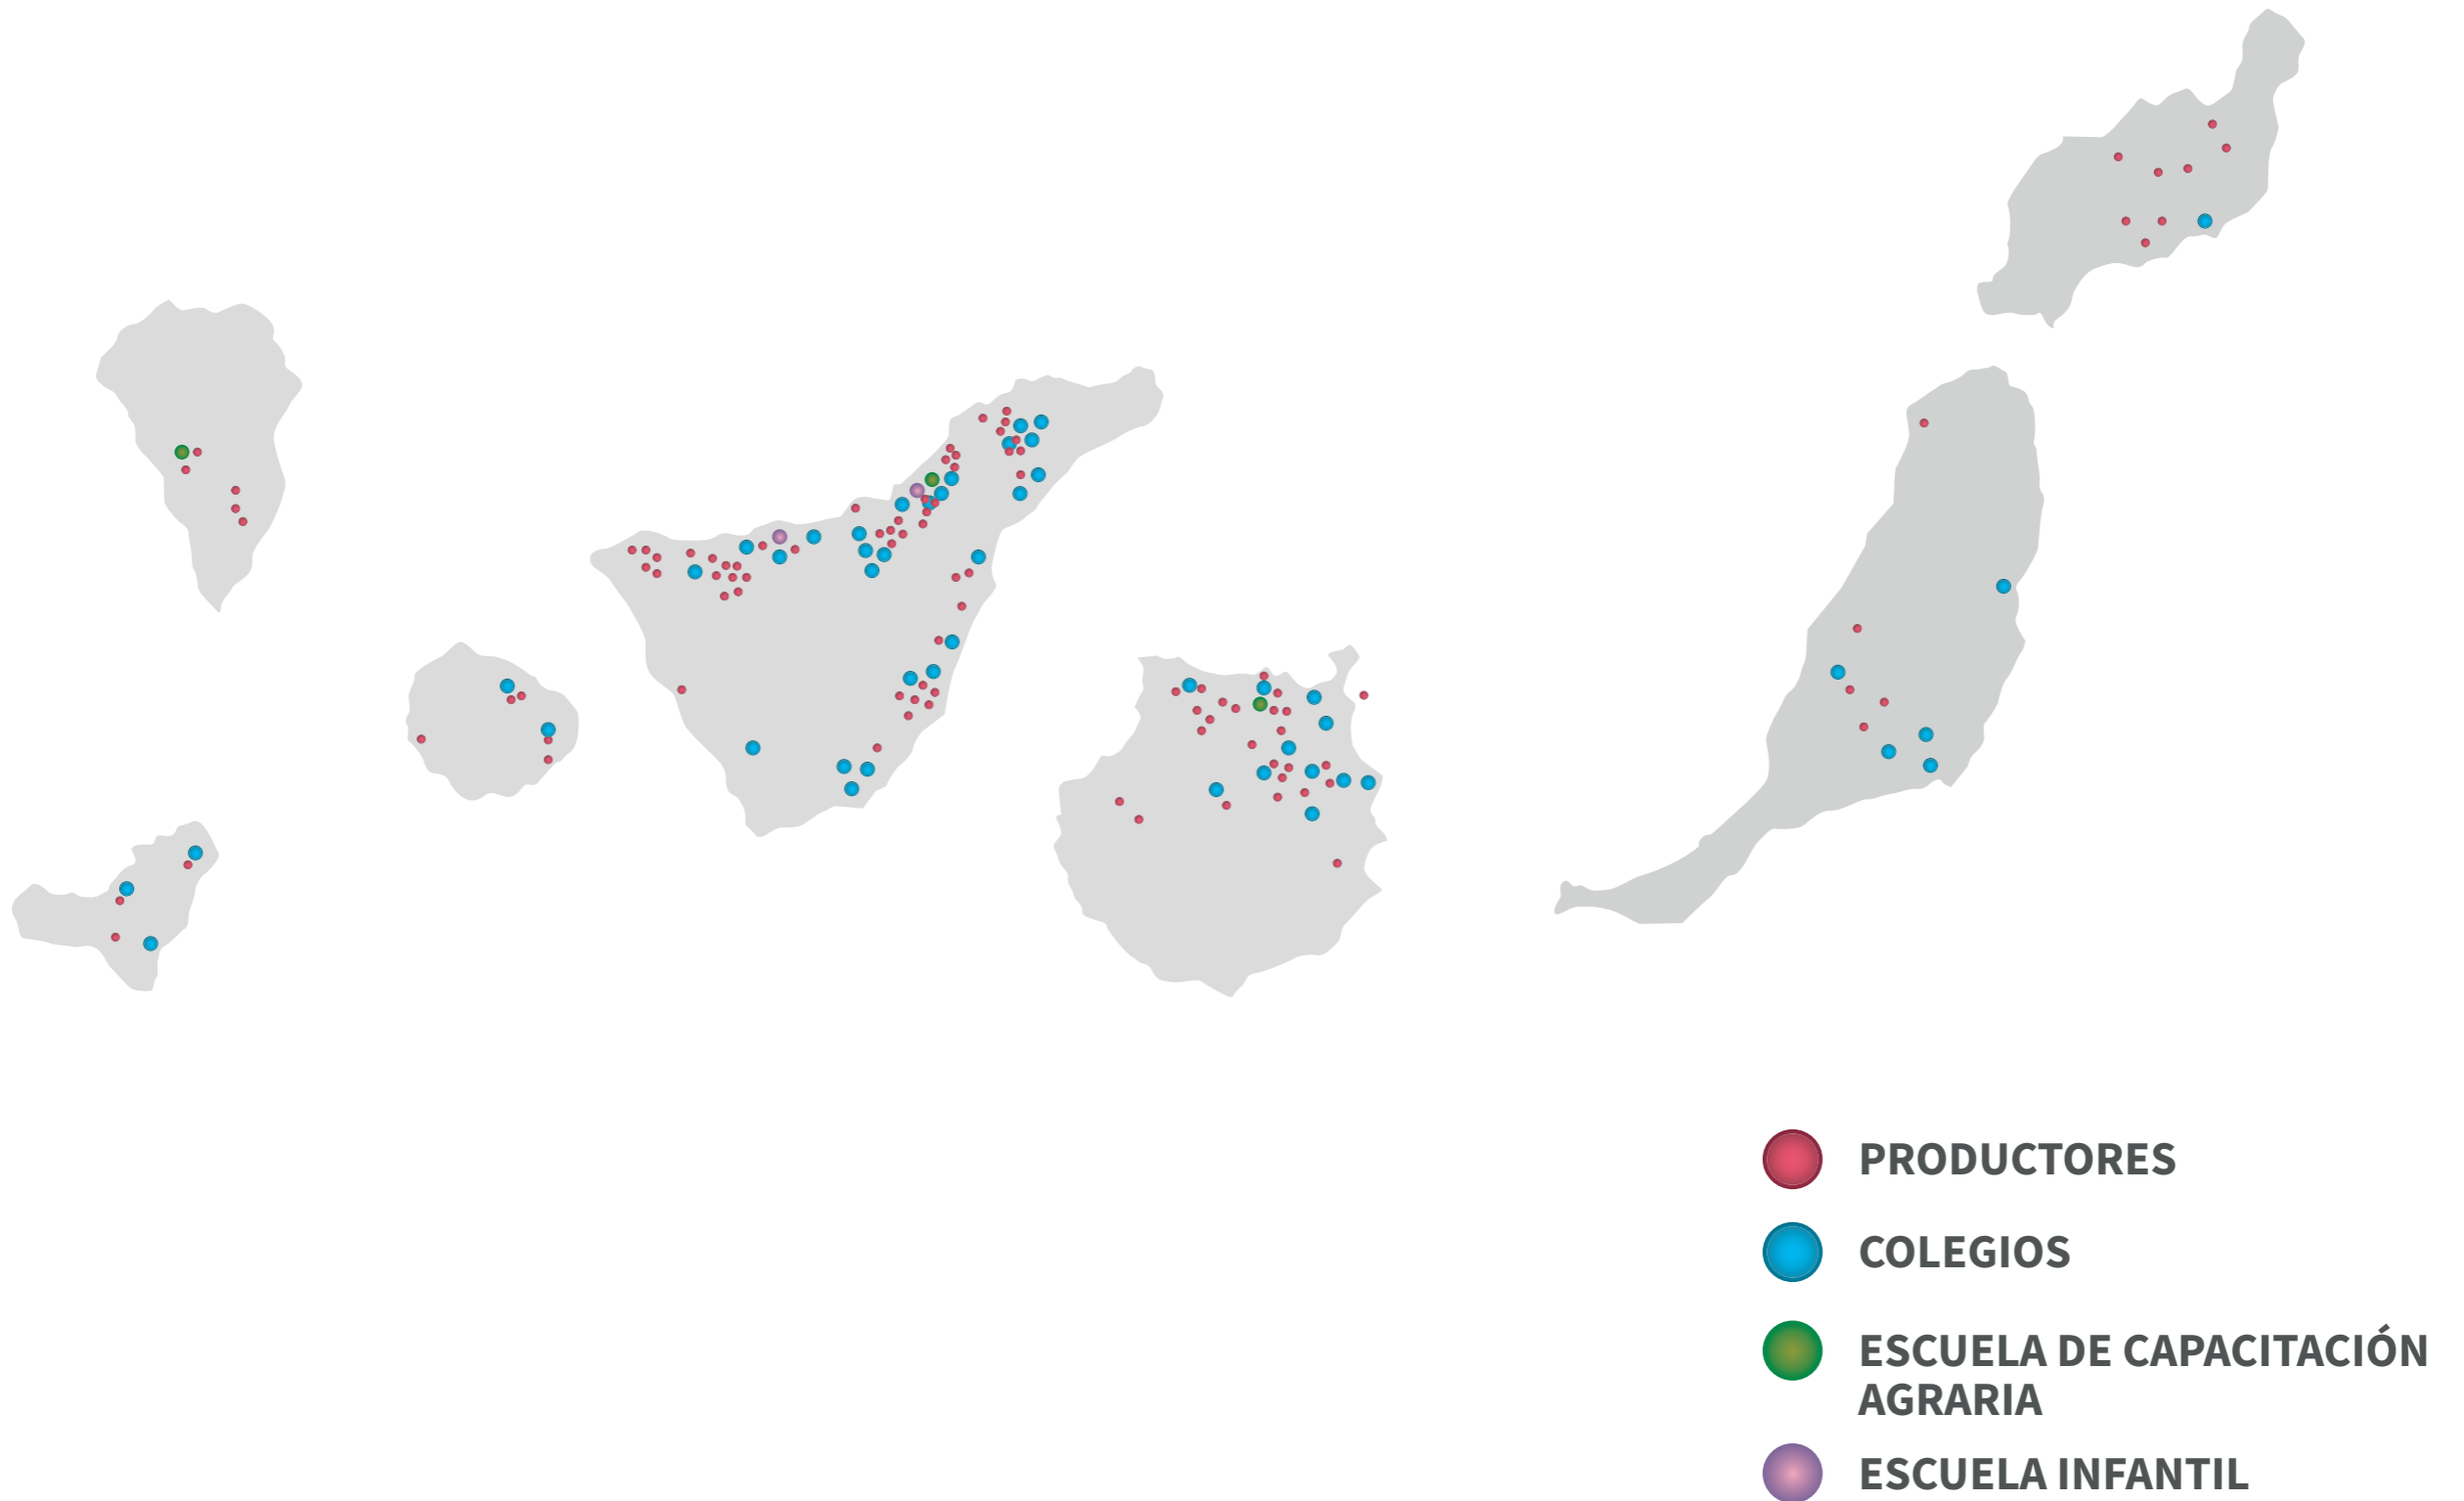 PRODUCTORES
COLEGIOS
ESCUELA DE CAPACITACIÓN
AGRARIA
ESCUELA INFANTIL